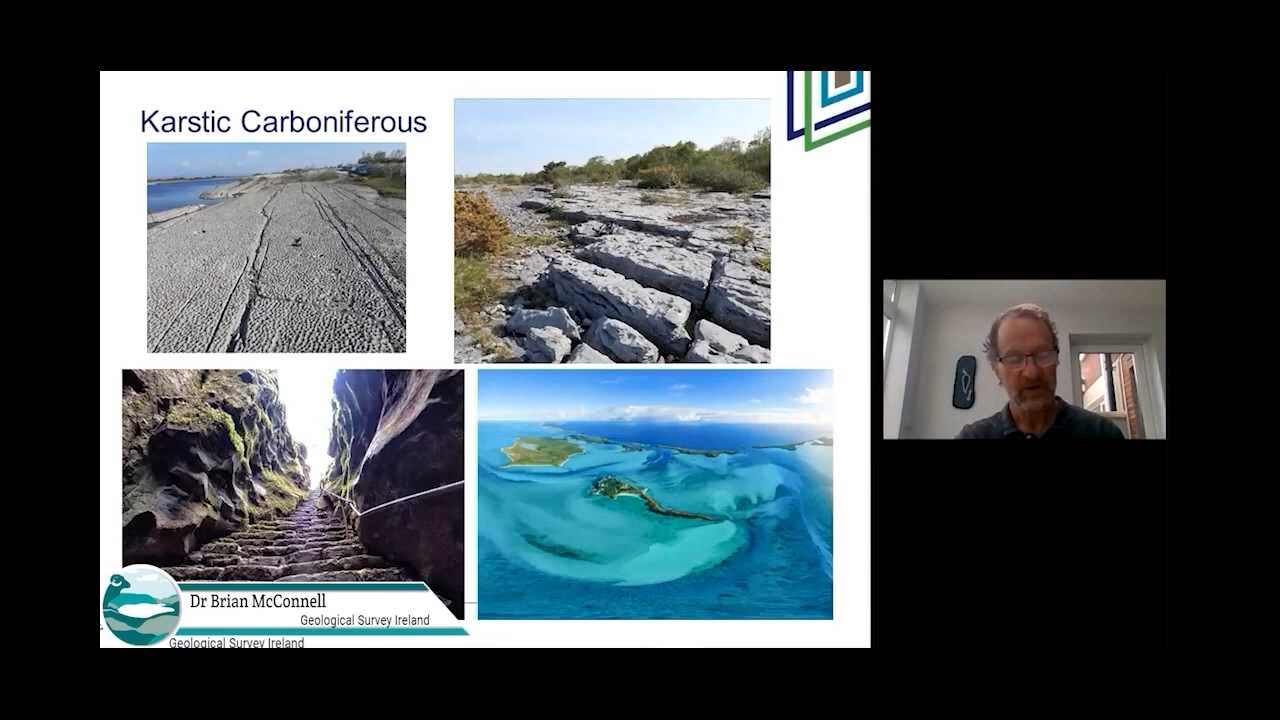 Karstic Carboniferous
Dr Brian McConnell
Geological Survey Ireland
Geological Survey Ireland